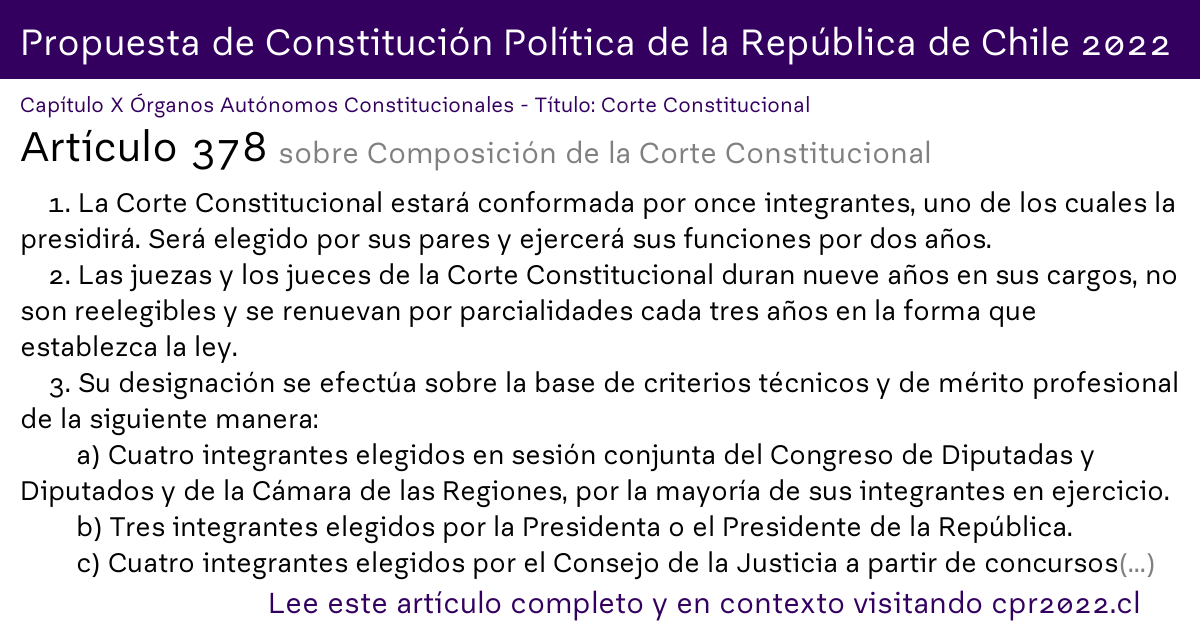 Propuesta de Constitución Política de la República de Chile 2022
Capítulo X Órganos Autónomos Constitucionales - Título: Corte Constitucional
Artículo 378 sobre Composición de la Corte Constitucional
1. La Corte Constitucional estará conformada por once integrantes, uno de los cuales la
presidirá. Será elegido por sus pares y ejercerá sus funciones por dos años.
2. Las juezas y los jueces de la Corte Constitucional duran nueve años en sus cargos, no
son reelegibles y se renuevan por parcialidades cada tres años en la forma que
establezca la ley.
3. Su designación se efectúa sobre la base de criterios técnicos y de mérito profesional
de la siguiente manera:
a) Cuatro integrantes elegidos en sesión conjunta del Congreso de Diputadas y
Diputados y de la Cámara de las Regiones, por la mayoría de sus integrantes en ejercicio.
b) Tres integrantes elegidos por la Presidenta o el Presidente de la República.
c) Cuatro integrantes elegidos por el Consejo de la Justicia a partir de concursos(...)
Lee este artículo completo y en contexto visitando cpr2022.cl